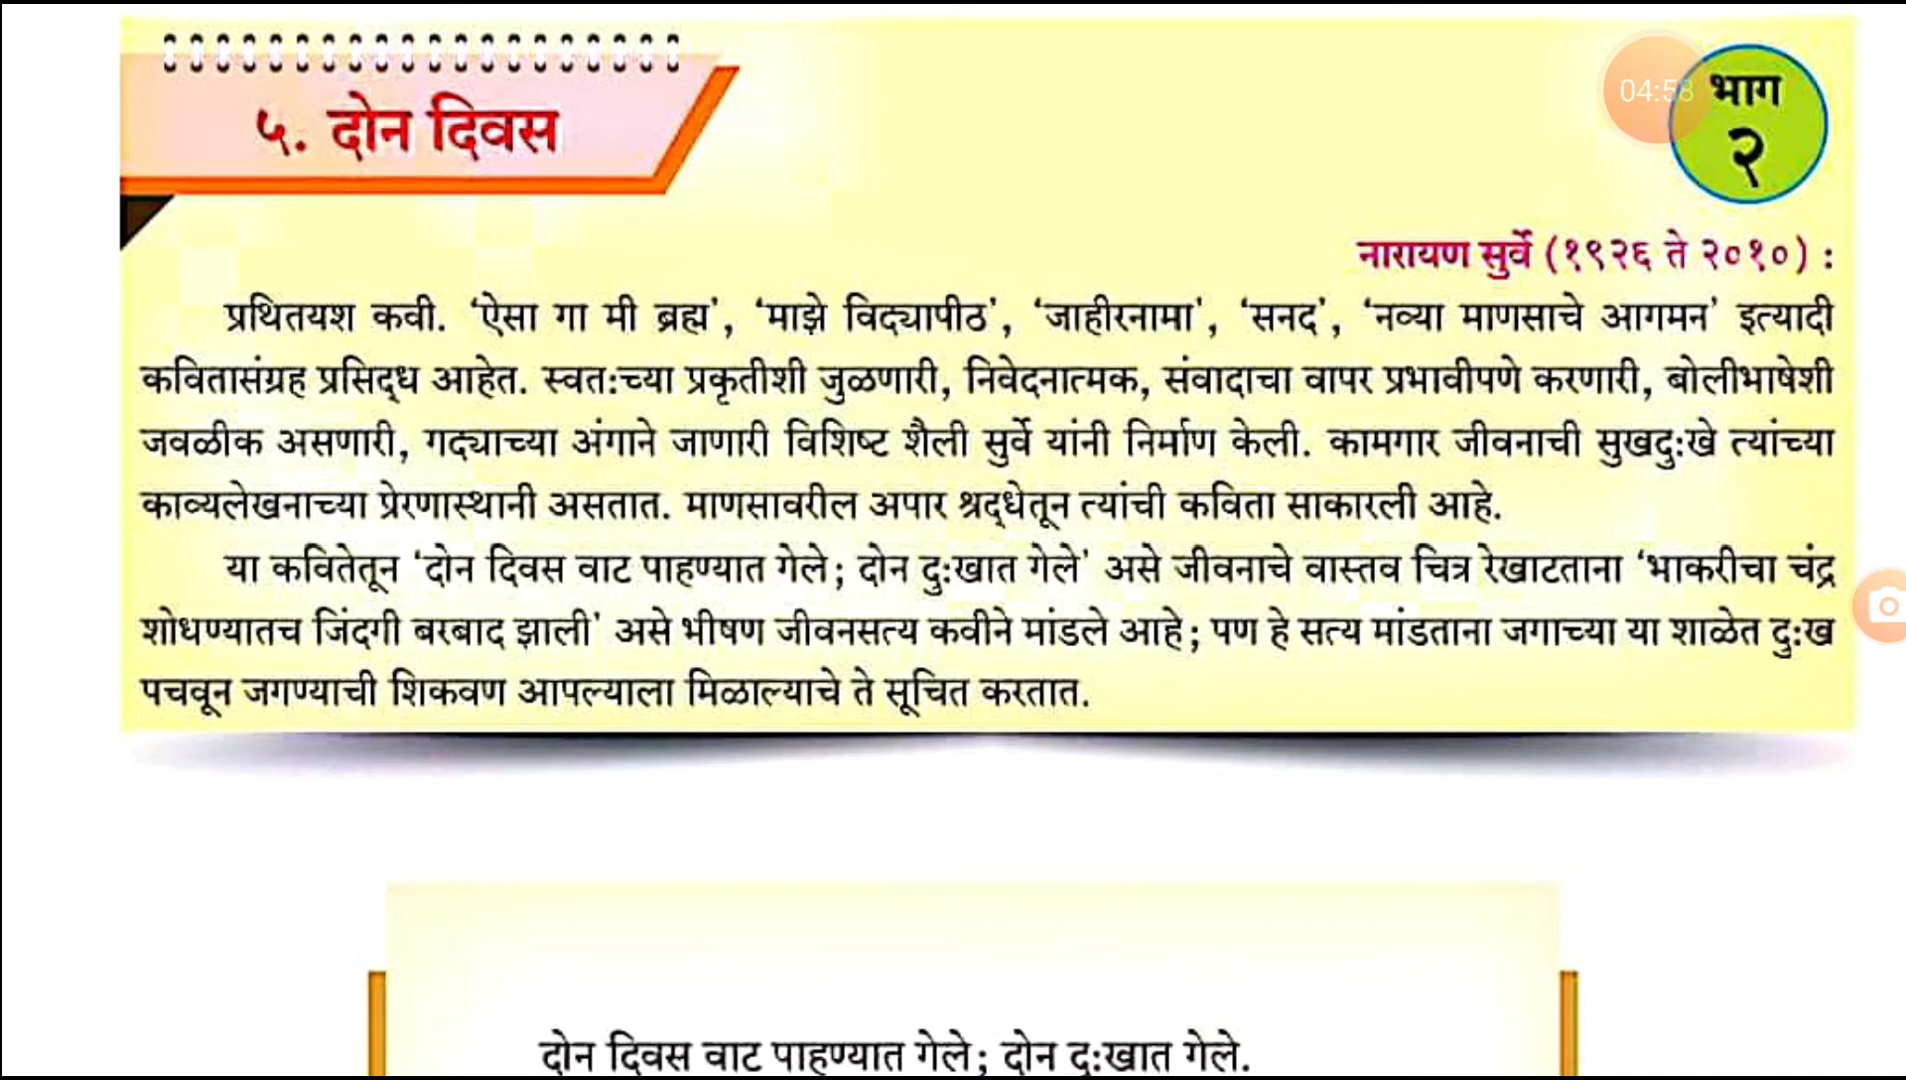 ५. दोन दिवस
04:58
भाग
२
नारायण सुर्वे (१९२६ ते २०१०) :
प्रथितयश कवी. ‘ऐसा गा मी ब्रह्म’, ‘माझे विद्यापीठ’, ‘जाहीरनामा’, ‘सनद’, ‘नव्या माणसाचे आगमन’ इत्यादी
कवितासंग्रह प्रसिद्ध आहेत. स्वत:च्या प्रकृतीशी जुळणारी, निवेदनात्मक, संवादाचा वापर प्रभावीपणे करणारी, बोलीभाषेशी
जवळीक असणारी, गद्याच्या अंगाने जाणारी विशिष्ट शैली सुर्वे यांनी निर्माण केली. कामगार जीवनाची सुखदु:खे त्यांच्या
काव्यलेखनाच्या प्रेरणास्थानी असतात. माणसावरील अपार श्रद्धेतून त्यांची कविता साकारली आहे.
या कवितेतून ‘दोन दिवस वाट पाहण्यात गेले; दोन दु:खात गेले’ असे जीवनाचे वास्तव चित्र रेखाटताना ‘भाकरीचा चंद्र
शोधण्यातच जिंदगी बरबाद झाली’ असे भीषण जीवनसत्य कवीने मांडले आहे; पण हे सत्य मांडताना जगाच्या या शाळेत दु:ख
पचवून जगण्याची शिकवण आपल्याला मिळाल्याचे ते सूचित करतात.
दोन दिवस वाट पाहण्यात गेले; दोन दु:खात गेले.